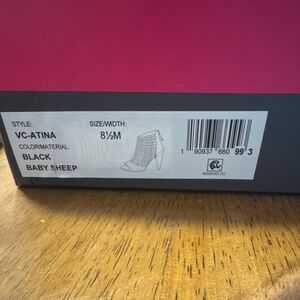 STYLE: SIZE/WIDTH:
VC-ATINA 8½M
COLOR/MATERIAL:
BLACK
BABY SHEEP
1 90937 660 99 3